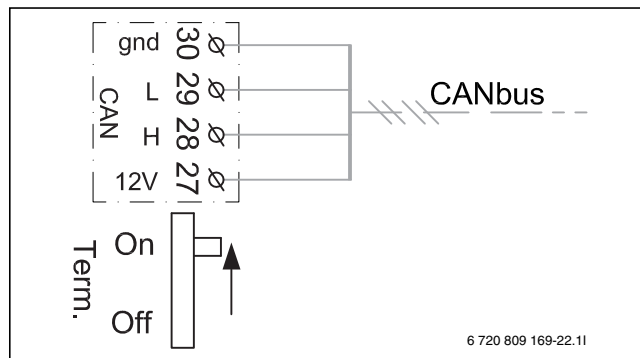 gnd 30
L 29
CAN
H 28
12V 27
CANbus
Term.
On
Off
6 720 809 169-22.1I